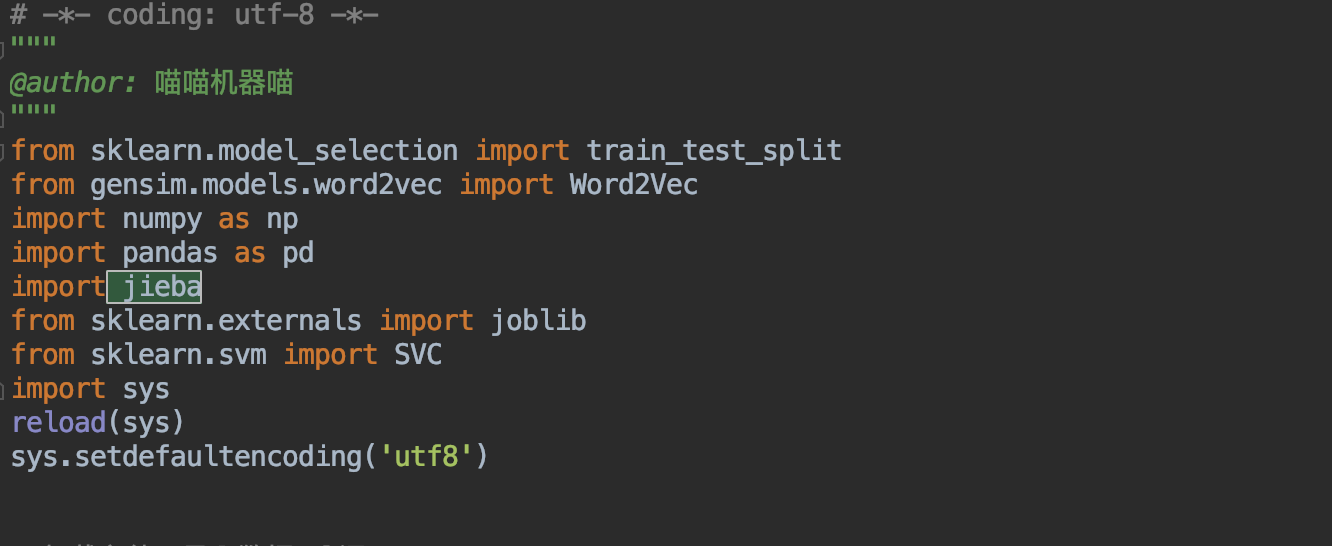 # -*- coding: utf-8 -*-
"""
@author: 喵喵机器喵
"""
from sklearn.model_selection import train_test_split
from gensim.models.word2vec import Word2Vec
import numpy as np
import pandas as pd
import jieba
from sklearn.externals import joblib
from sklearn.svm import SVC
import sys
reload(sys)
sys.setdefaultencoding('utf8')